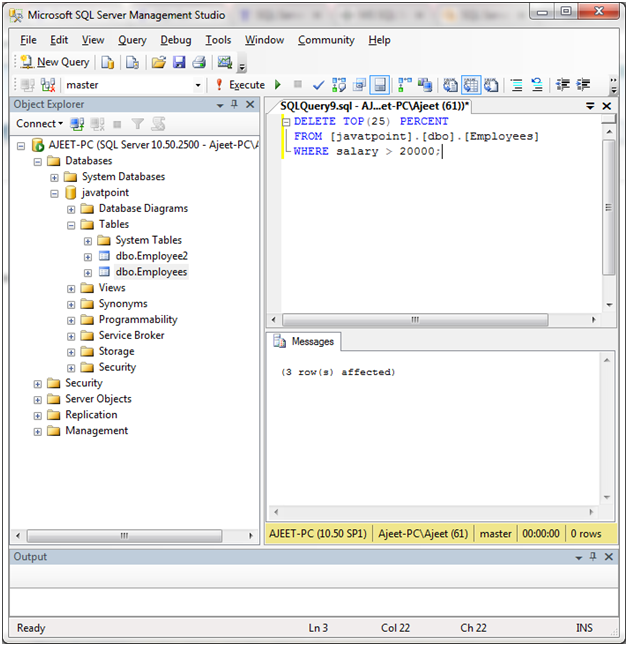 Microsoft SQL Server Management Studio
File Edit View Query Debug Tools Window Community Help
New Query
master Execute
Object Explorer
Connect
AJEET-PC (SQL Server 10.50.2500 - Ajeet-PC\A
Databases
System Databases
javatpoint
Database Diagrams
Tables
System Tables
dbo.Employee2
dbo.Employees
Views
Synonyms
Programmability
Service Broker
Storage
Security
Security
Server Objects
Replication
Management
SQLQuery9.sql - AJ...et-PC\Ajeet (61))*
DELETE TOP(25) PERCENT
FROM [javatpoint].[dbo].[Employees]
WHERE salary > 20000;
Messages
(3 row(s) affected)
AJEET-PC (10.50 SP1) Ajeet-PC\Ajeet (61) master 00:00:00 0 rows
Output
Ready Ln 3 Col 22 Ch 22 INS